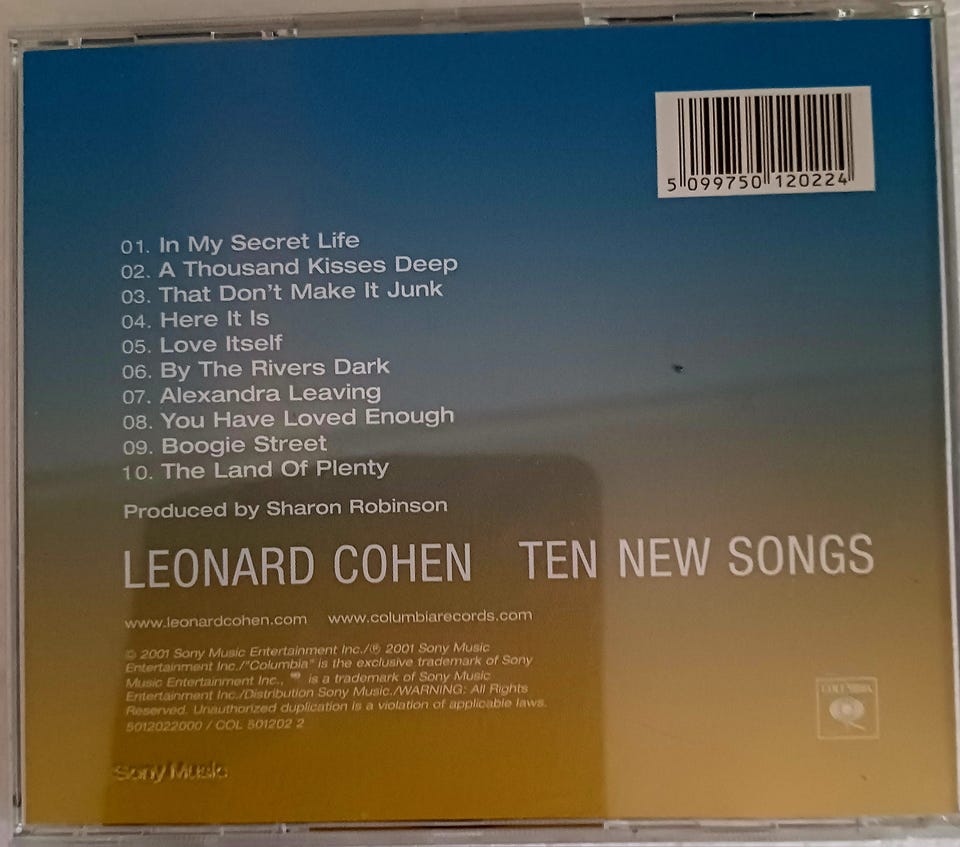 5 099750 120224
01. In My Secret Life
02. A Thousand Kisses Deep
03. That Don't Make It Junk
04. Here It Is
05. Love Itself
06. By The Rivers Dark
07. Alexandra Leaving
08. You Have Loved Enough
09. Boogie Street
10. The Land Of Plenty
Produced by Sharon Robinson
LEONARD COHEN TEN NEW SONGS
www.leonardcohen.com www.columbiarecords.com
© 2001 Sony Music Entertainment Inc./℗ 2001 Sony Music
Entertainment Inc./"Columbia" is the exclusive trademark of Sony
Music Entertainment Inc., is a trademark of Sony Music
Entertainment Inc./Distribution Sony Music./WARNING: All Rights
Reserved. Unauthorized duplication is a violation of applicable laws.
5012022000 / COL 501202 2
COLUMBIA
Sony Music